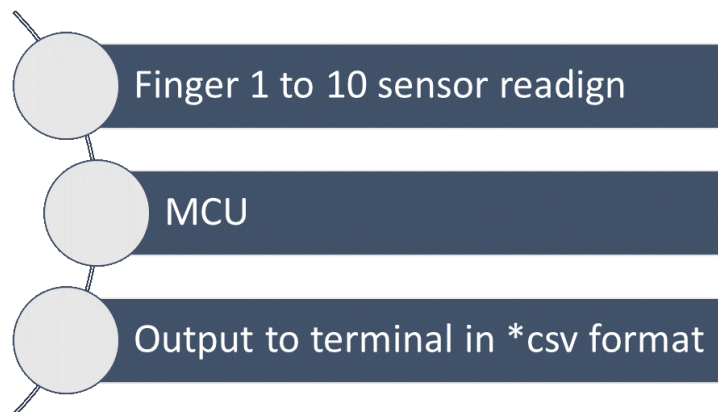 Finger 1 to 10 sensor readign
MCU
Output to terminal in *csv format